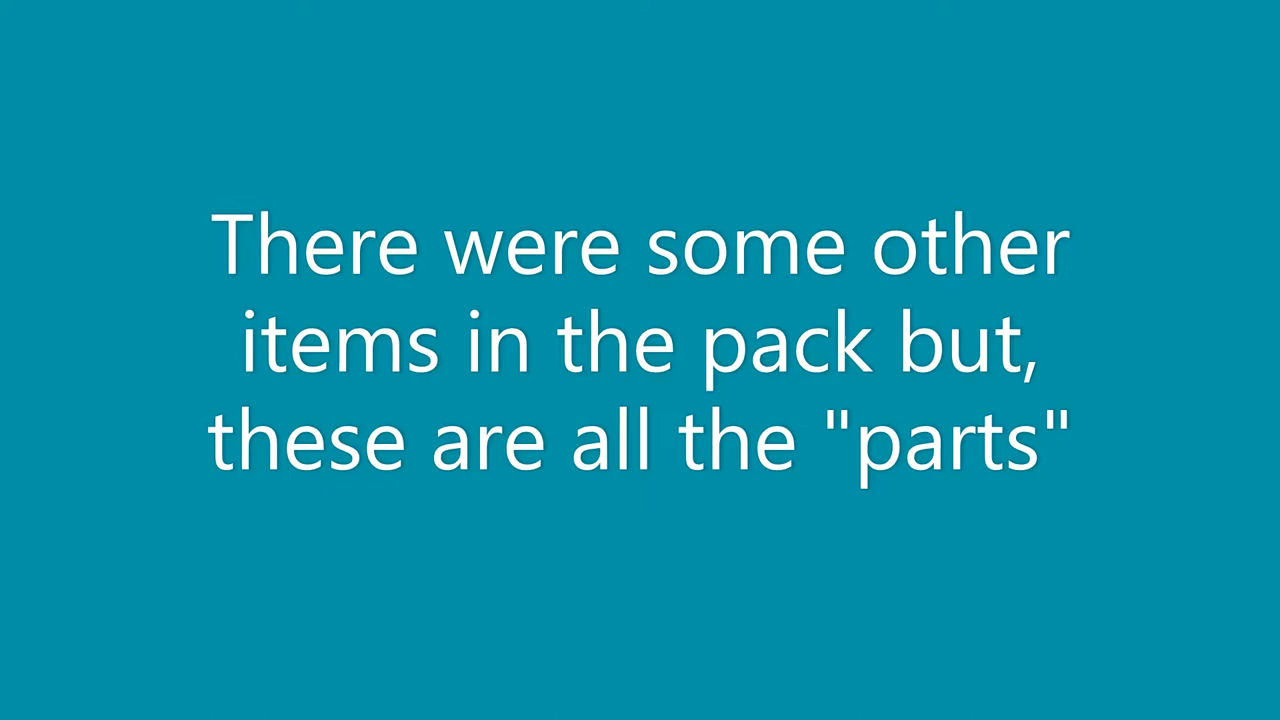 There were some other
items in the pack but,
these are all the "parts"